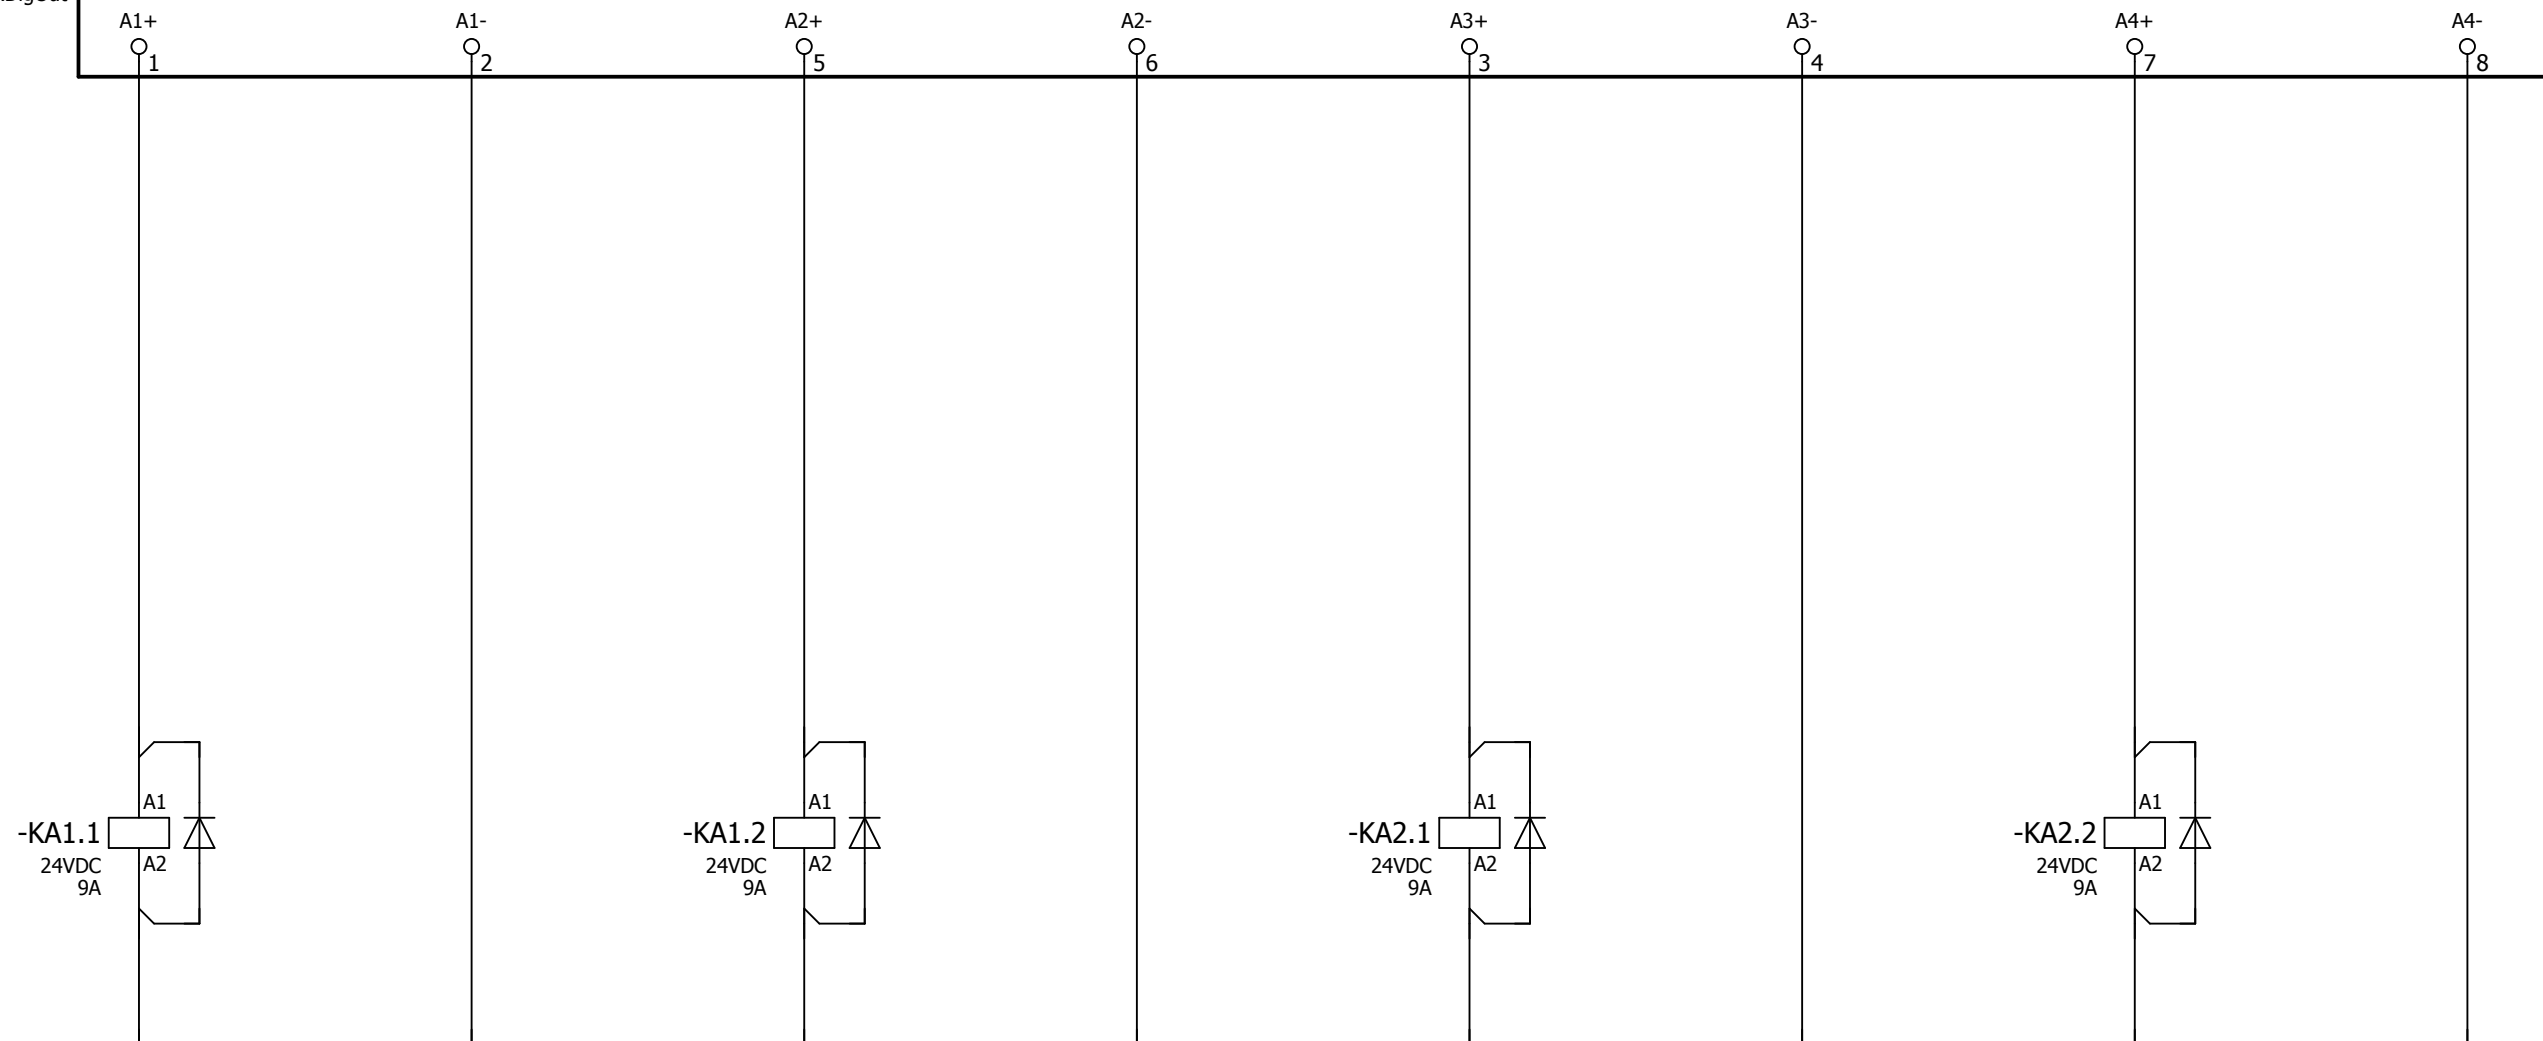 A1+ A1- A2+ A2- A3+ A3- A4+ A4-
1 2 5 6 3 4 7 8
A1 A1 A1 A1
-KA1.1 -KA1.2 -KA2.1 -KA2.2
24VDC A2 24VDC A2 24VDC A2 24VDC A2
9A 9A 9A 9A